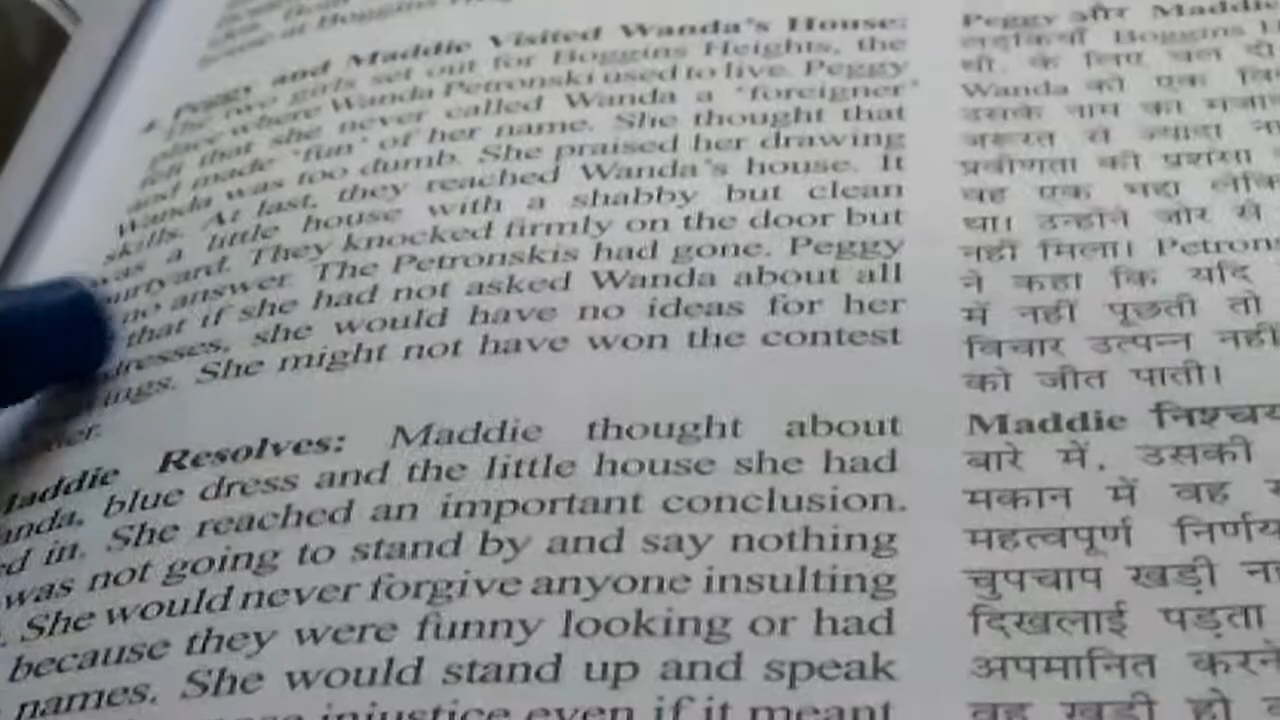 Peggy and Maddie Visited Wanda's House:
The two girls set out for Boggins Heights, the
place where Wanda Petronski used to live. Peggy
felt that she never called Wanda a 'foreigner'
and made 'fun' of her name. She thought that
Wanda was too dumb. She praised her drawing
skills. At last, they reached Wanda's house. It
was a little house with a shabby but clean
urtyard. They knocked firmly on the door but
no answer. The Petronskis had gone. Peggy
that if she had not asked Wanda about all
dresses, she would have no ideas for her
ings. She might not have won the contest
Maddie Resolves: Maddie thought about
anda, blue dress and the little house she had
ed in. She reached an important conclusion.
was not going to stand by and say nothing
. She would never forgive anyone insulting
because they were funny looking or had
names. She would stand up and speak
injustice even if it meant
Peggy और Maddie
लड़कियाँ Boggins H
थी, के लिए चल दी
Wanda को एक वि
उसके नाम का मजा
जरूरत से ज्यादा ना
प्रवीणता की प्रशंसा
वह एक भद्दा लेकि
था। उन्होंने जोर से
नहीं मिला। Petron
ने कहा कि यदि
में नहीं पूछती तो
विचार उत्पन्न नहीं
को जीत पाती।
Maddie निश्चय
बारे में, उसकी
मकान में वह
महत्वपूर्ण निर्णय
चुपचाप खड़ी न
दिखलाई पड़ता
अपमानित करने
वह खड़ी हो